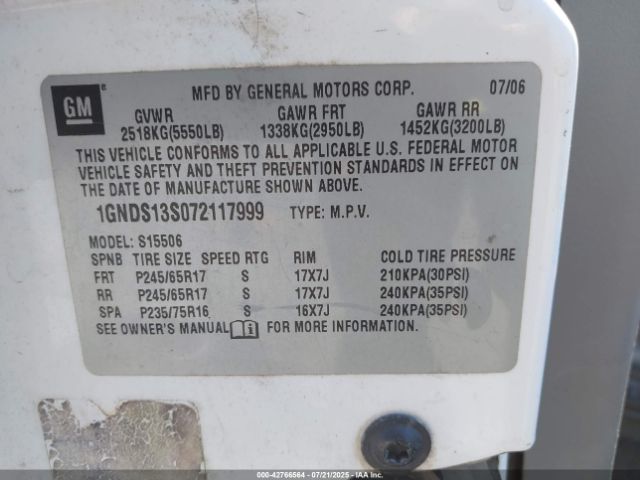 GM
MFD BY GENERAL MOTORS CORP. 07/06
GVWR GAWR FRT GAWR RR
2518KG(5550LB) 1338KG(2950LB) 1452KG(3200LB)
THIS VEHICLE CONFORMS TO ALL APPLICABLE U.S. FEDERAL MOTOR
VEHICLE SAFETY AND THEFT PREVENTION STANDARDS IN EFFECT ON
THE DATE OF MANUFACTURE SHOWN ABOVE.
1GNDS13S072117999 TYPE: M.P.V.
MODEL: S15506
SPNB TIRE SIZE SPEED RTG RIM COLD TIRE PRESSURE
FRT P245/65R17 S 17X7J 210KPA(30PSI)
RR P245/65R17 S 17X7J 240KPA(35PSI)
SPA P235/75R16 S 16X7J 240KPA(35PSI)
SEE OWNER'S MANUAL FOR MORE INFORMATION.
000-42766564 - 07/21/2025 - IAAI.COM